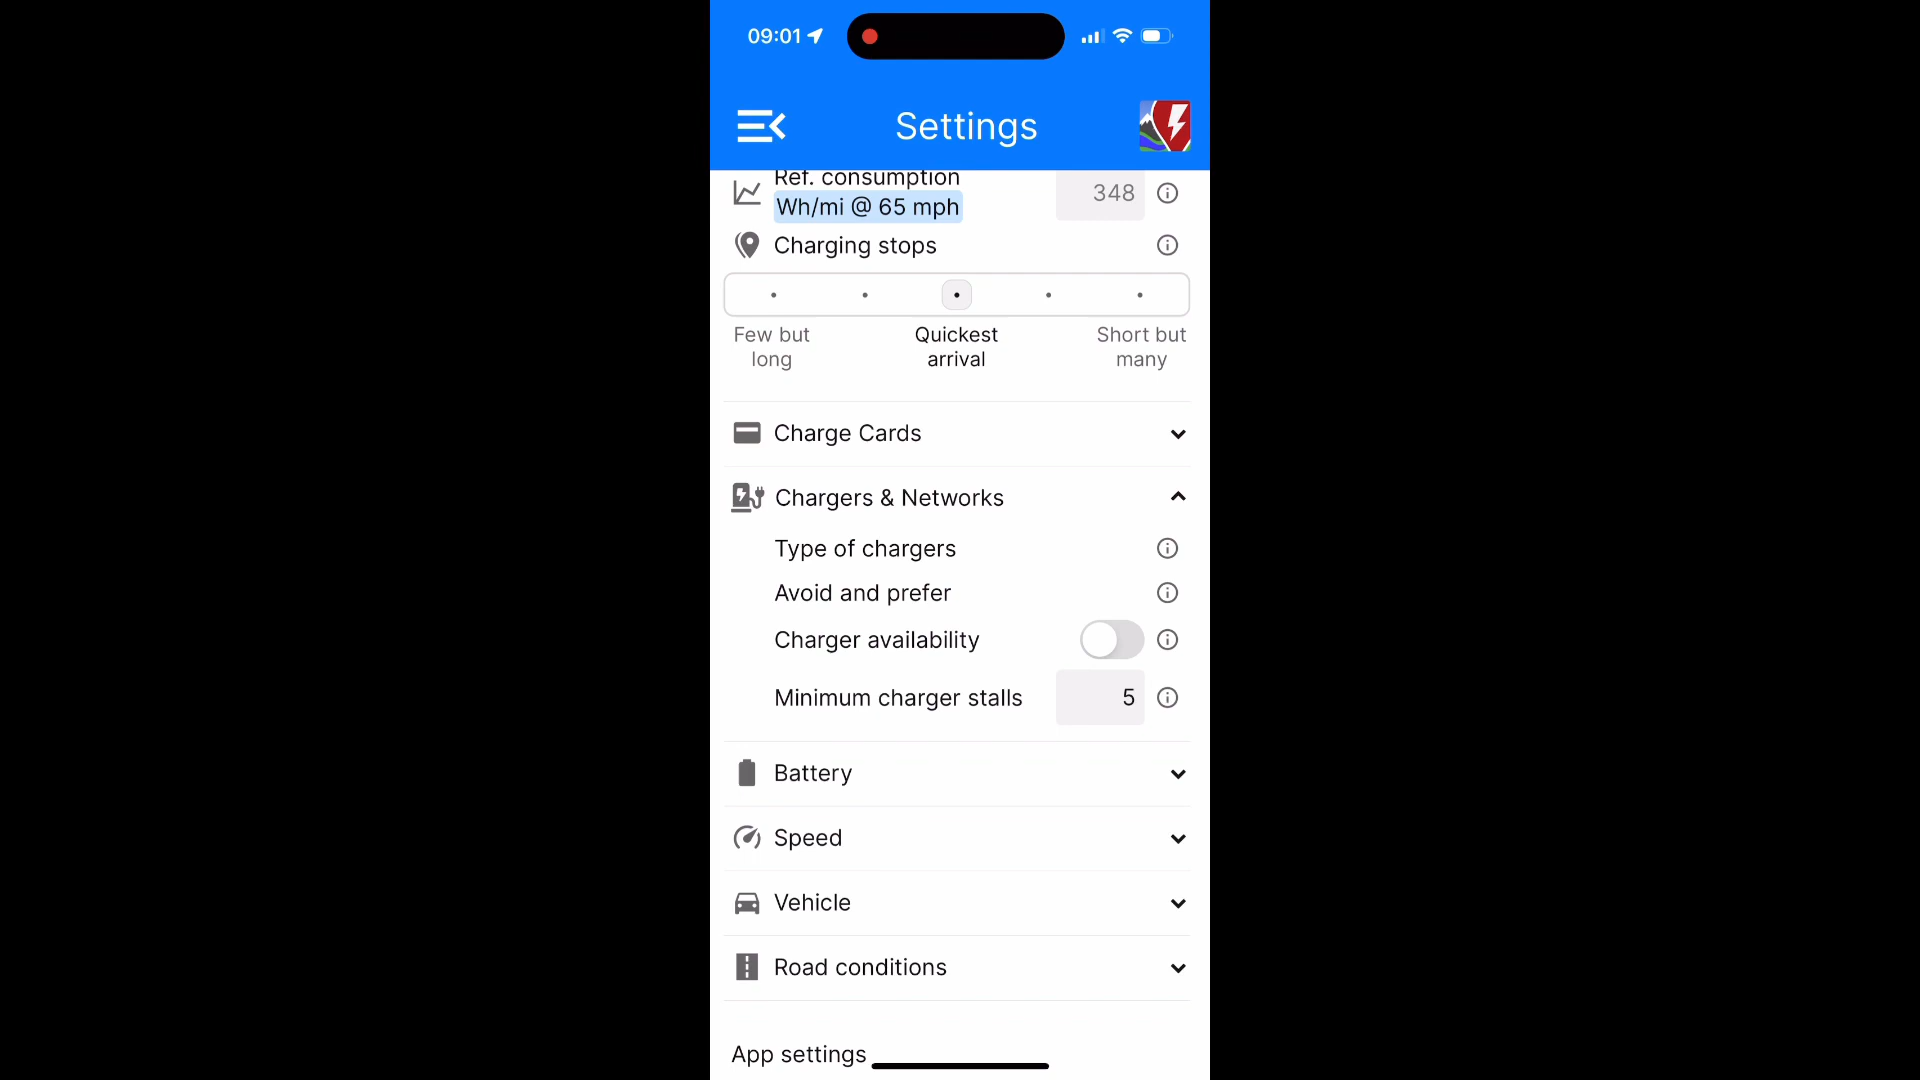 09:01
Settings
Ref. consumption
348
Wh/mi @ 65 mph
Charging stops
Few but
long
Quickest
arrival
Short but
many
Charge Cards
Chargers & Networks
Type of chargers
Avoid and prefer
Charger availability
Minimum charger stalls
5
Battery
Speed
Vehicle
Road conditions
App settings